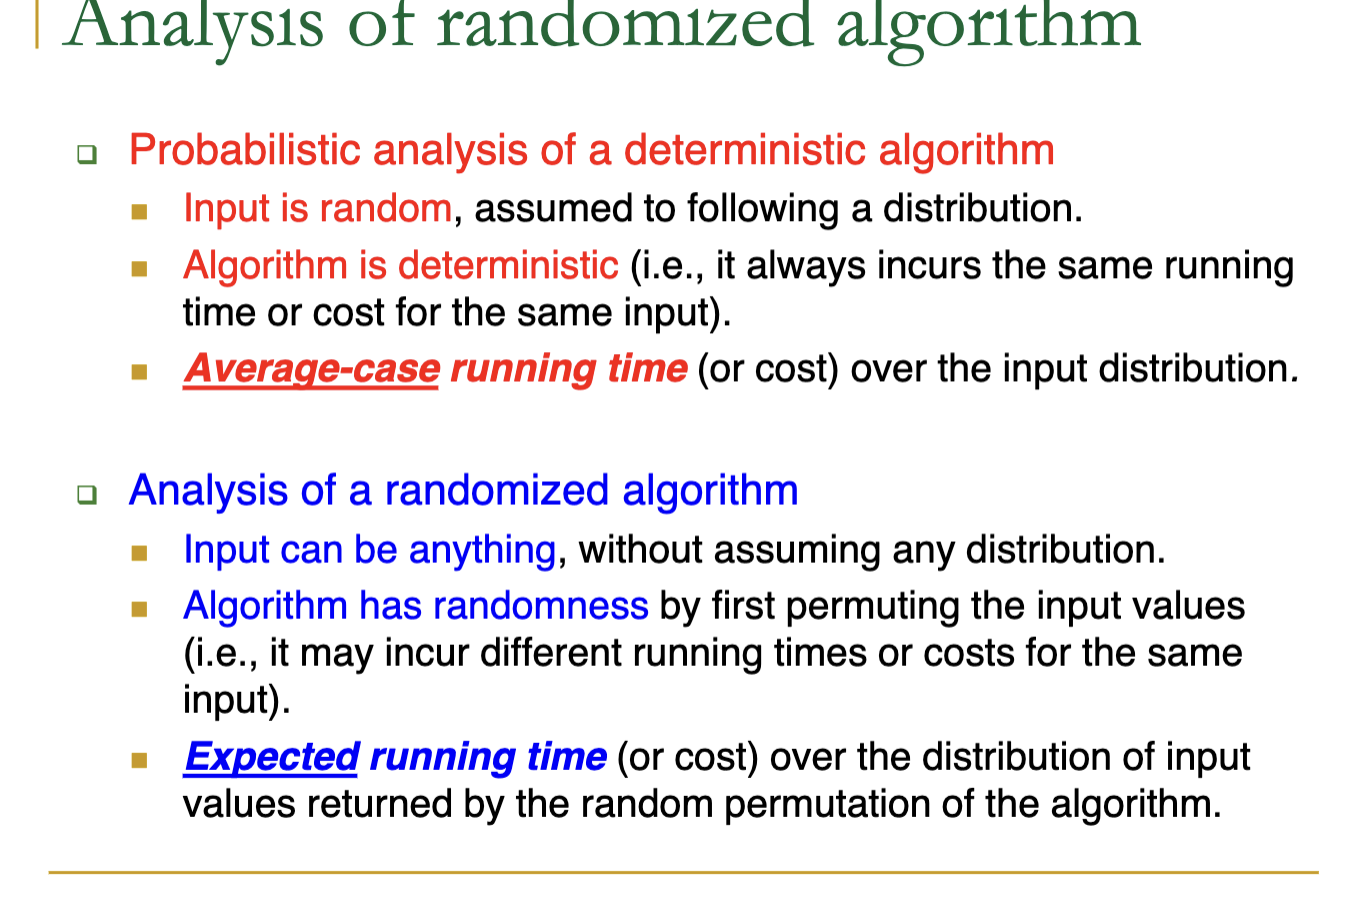 Analysis of randomized algorithm
Probabilistic analysis of a deterministic algorithm
Input is random, assumed to following a distribution.
Algorithm is deterministic (i.e., it always incurs the same running
time or cost for the same input).
Average-case running time (or cost) over the input distribution.
Analysis of a randomized algorithm
Input can be anything, without assuming any distribution.
Algorithm has randomness by first permuting the input values
(i.e., it may incur different running times or costs for the same
input).
Expected running time (or cost) over the distribution of input
values returned by the random permutation of the algorithm.